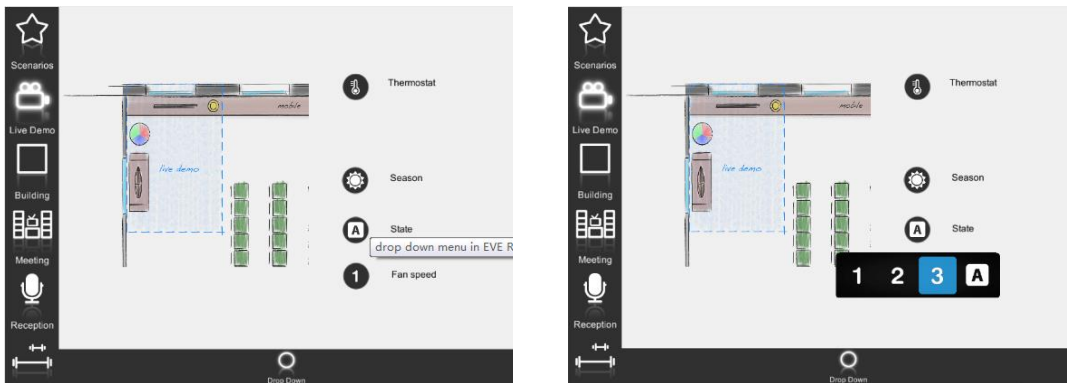 Scenarios
Live Demo
Building
Meeting
Reception
mobile
live demo
Thermostat
Season
A
State
drop down menu in EVE R
1
Fan speed
Drop Down
Scenarios
Live Demo
Building
Meeting
Reception
mobile
live demo
Thermostat
Season
A
State
1 2 3 A
Drop Down